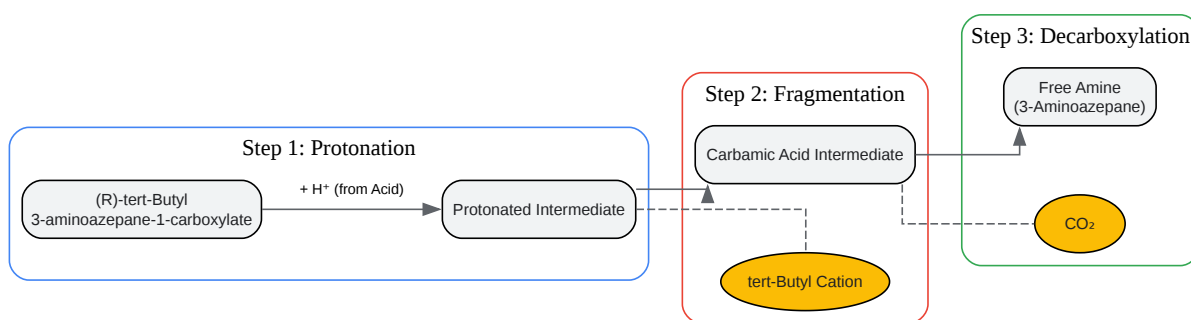 Step 1: Protonation
(R)-tert-Butyl
3-aminoazepane-1-carboxylate
+ H⁺ (from Acid)
Protonated Intermediate
Step 2: Fragmentation
Carbamic Acid Intermediate
tert-Butyl Cation
Step 3: Decarboxylation
Free Amine
(3-Aminoazepane)
CO₂